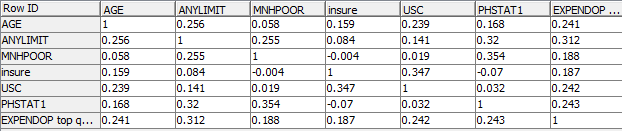 Row ID AGE ANYLIMIT MNHPOOR insure USC PHSTAT1 EXPENDOP ...
AGE 1 0.256 0.058 0.159 0.239 0.168 0.241
ANYLIMIT 0.256 1 0.255 0.084 0.141 0.32 0.312
MNHPOOR 0.058 0.255 1 -0.004 0.019 0.354 0.188
insure 0.159 0.084 -0.004 1 0.347 -0.07 0.187
USC 0.239 0.141 0.019 0.347 1 0.032 0.242
PHSTAT1 0.168 0.32 0.354 -0.07 0.032 1 0.243
EXPENDOP top q... 0.241 0.312 0.188 0.187 0.242 0.243 1